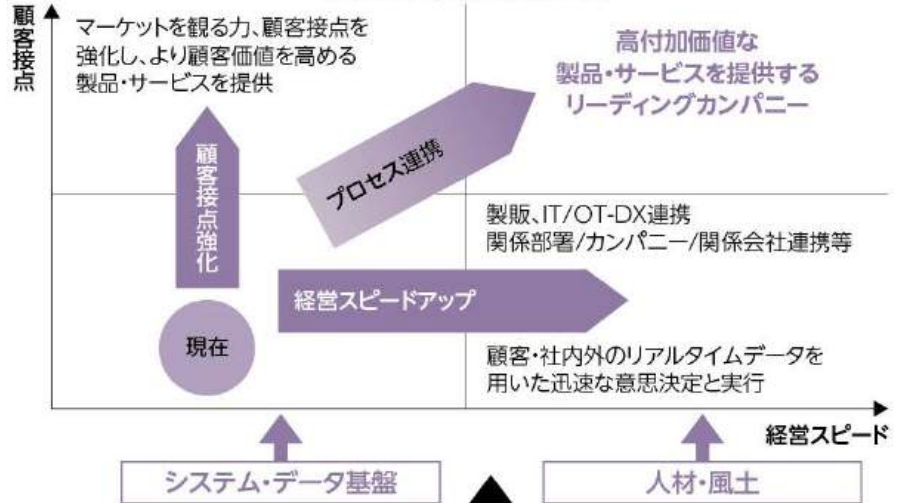 顧客接点
マーケットを観る力、顧客接点を
強化し、より顧客価値を高める
製品・サービスを提供
高付加価値な
製品・サービスを提供する
リーディングカンパニー
顧客接点強化
プロセス連携
製販、IT/OT-DX連携
関係部署/カンパニー/関係会社連携等
経営スピードアップ
現在
顧客・社内外のリアルタイムデータを
用いた迅速な意思決定と実行
経営スピード
システム・データ基盤
人材・風土